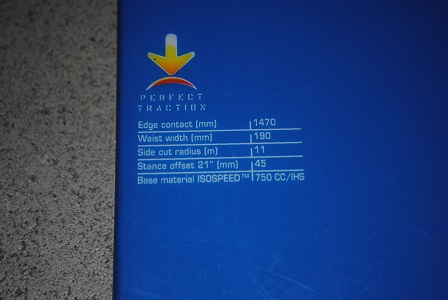 PERFECT
TRACTION
Edge contact (mm) 1470
Waist width (mm) 190
Side cut radius (m) 11
Stance offset 21" (mm) 45
Base material ISOSPEED™ 750 CC/IHS